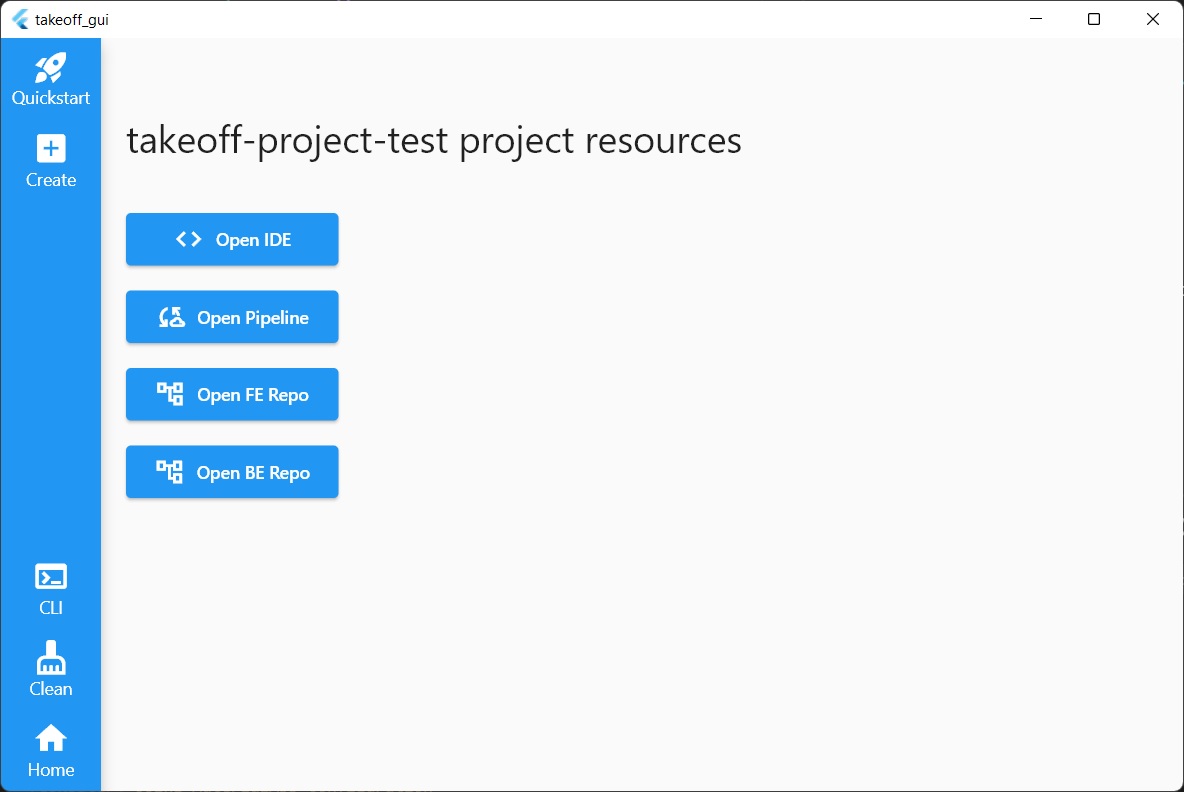 takeoff_gui
Quickstart
Create
takeoff-project-test project resources
Open IDE
Open Pipeline
Open FE Repo
Open BE Repo
CLI
Clean
Home